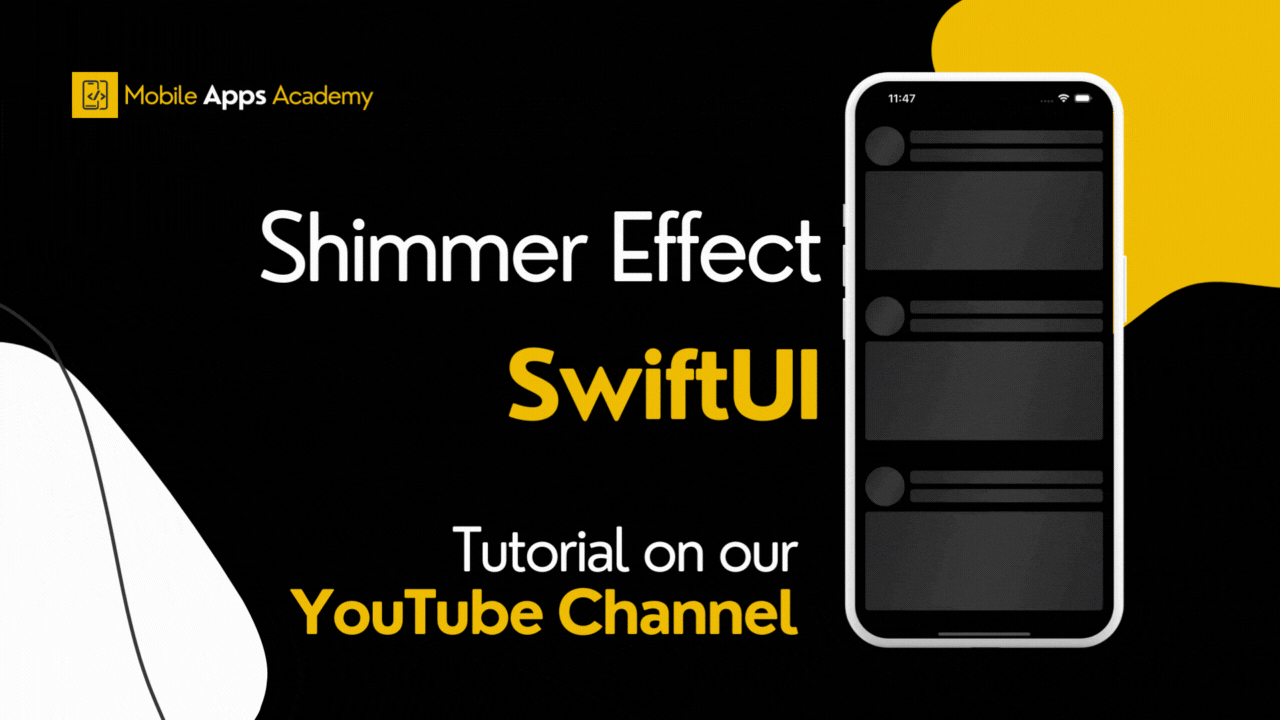 Mobile Apps Academy
11:47
Shimmer Effect
SwiftUI
Tutorial on our
YouTube Channel